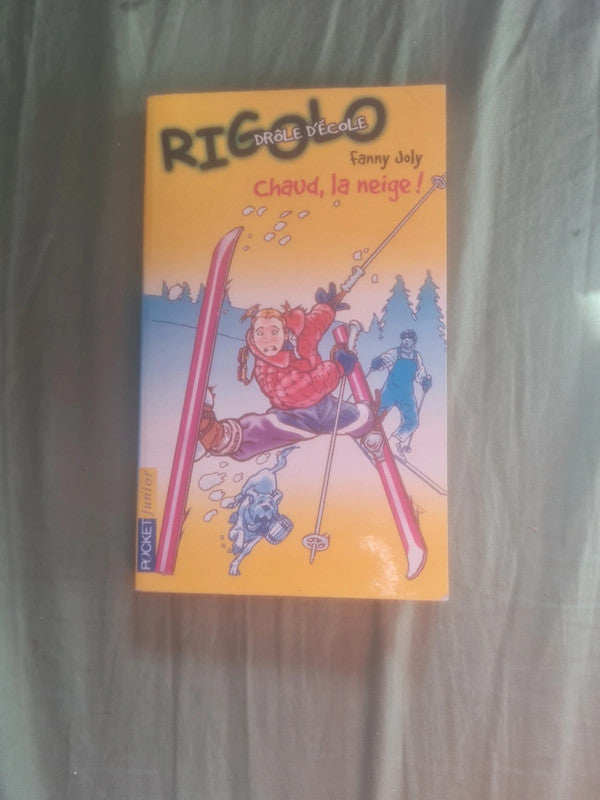 RIGOLO
DRÔLE D'ÉCOLE
Fanny Joly
Chaud, la neige !
POCKET junior